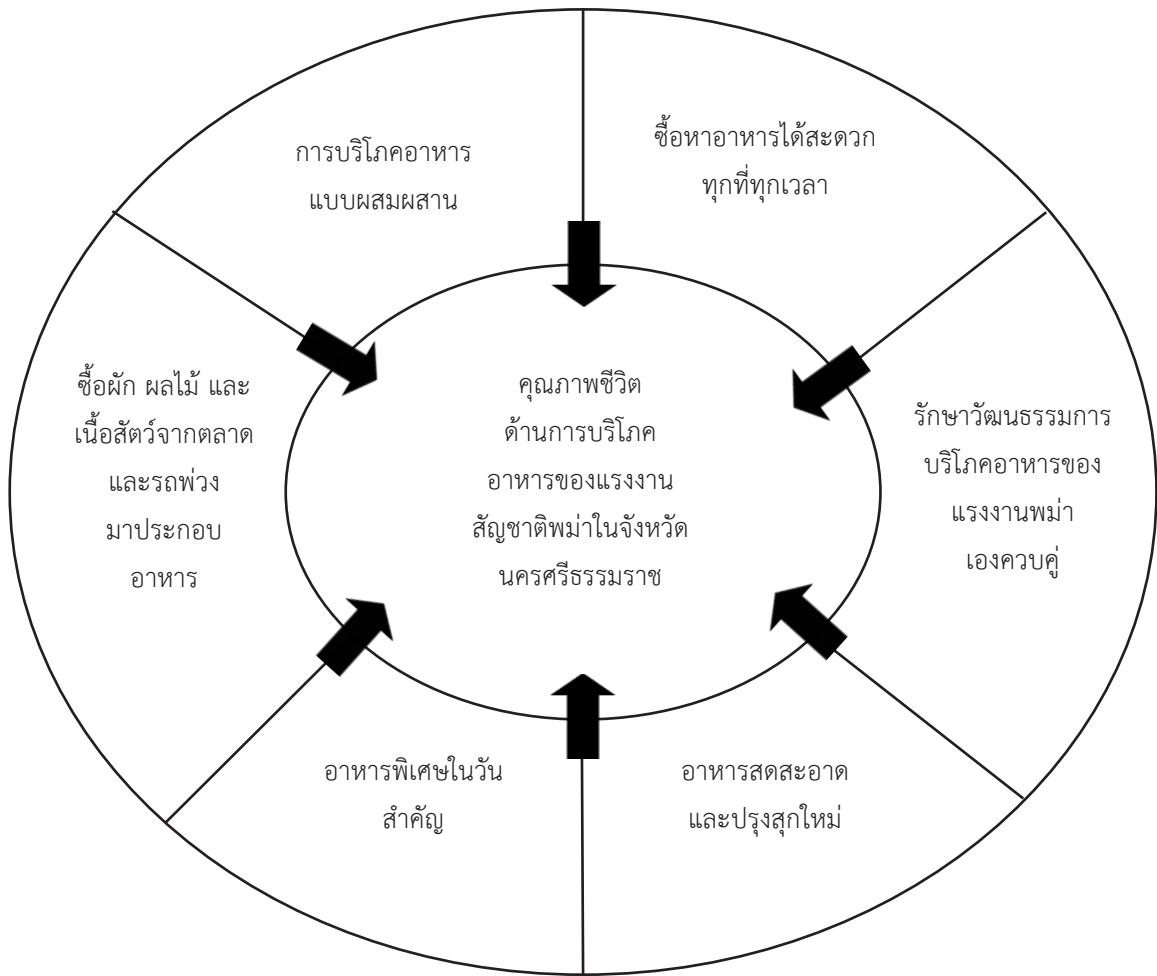 การบริโภคอาหาร
แบบผสมผสาน
ซื้อหาอาหารได้สะดวก
ทุกที่ทุกเวลา
ซื้อผัก ผลไม้ และ
เนื้อสัตว์จากตลาด
และรถพ่วง
มาประกอบ
อาหาร
คุณภาพชีวิต
ด้านการบริโภค
อาหารของแรงงาน
สัญชาติพม่าในจังหวัด
นครศรีธรรมราช
รักษาวัฒนธรรมการ
บริโภคอาหารของ
แรงงานพม่า
เองควบคู่
อาหารพิเศษในวัน
สำคัญ
อาหารสดสะอาด
และปรุงสุกใหม่